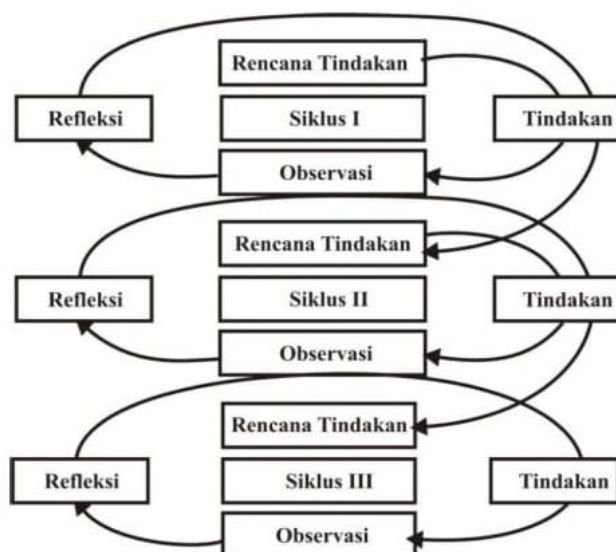 Rencana Tindakan
Refleksi
Siklus I
Tindakan
Observasi
Rencana Tindakan
Refleksi
Siklus II
Tindakan
Observasi
Rencana Tindakan
Refleksi
Siklus III
Tindakan
Observasi